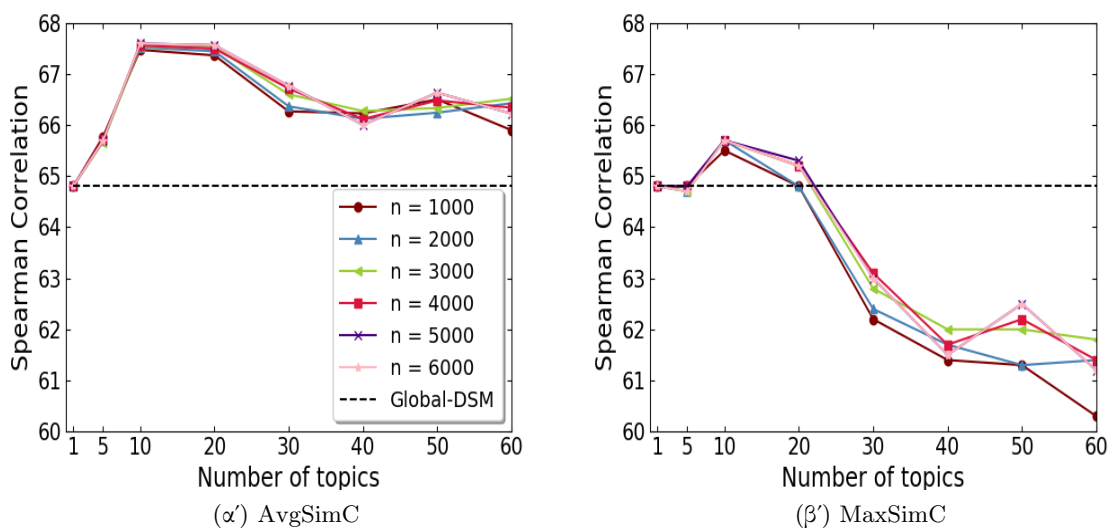 Spearman Correlation
68
67
66
65
64
63
62
61
60
n = 1000
n = 2000
n = 3000
n = 4000
n = 5000
n = 6000
Global-DSM
1 5 10 20 30 40 50 60
Number of topics
(α′) AvgSimC
Spearman Correlation
68
67
66
65
64
63
62
61
60
1 5 10 20 30 40 50 60
Number of topics
(β′) MaxSimC